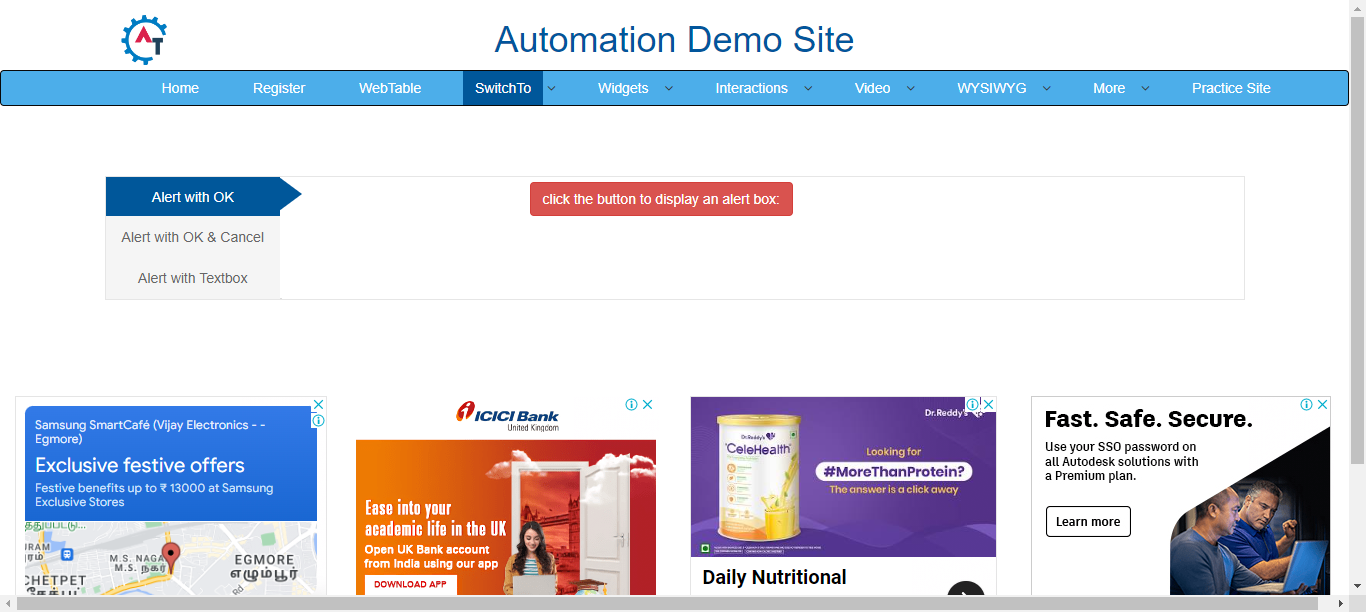 AT
Automation Demo Site
Home Register WebTable SwitchTo Widgets Interactions Video WYSIWYG More Practice Site
Alert with OK
click the button to display an alert box:
Alert with OK & Cancel
Alert with Textbox
Samsung SmartCafé (Vijay Electronics - -
Egmore)
Exclusive festive offers
Festive benefits up to ₹ 13000 at Samsung
Exclusive Stores
M.S. NAGA
M.S. நகர்
EGMORE
எழும்பூர்
CHETPET
Rd
ICICI Bank
United Kingdom
Ease into your
academic life in the UK
Open UK Bank account
from India using our app
DOWNLOAD APP
Dr.Reddy's
Dr.Reddy's
CeleHealth
Looking for
#MoreThanProtein?
The answer is a click away
Daily Nutritional
Fast. Safe. Secure.
Use your SSO password on
all Autodesk solutions with
a Premium plan.
Learn more